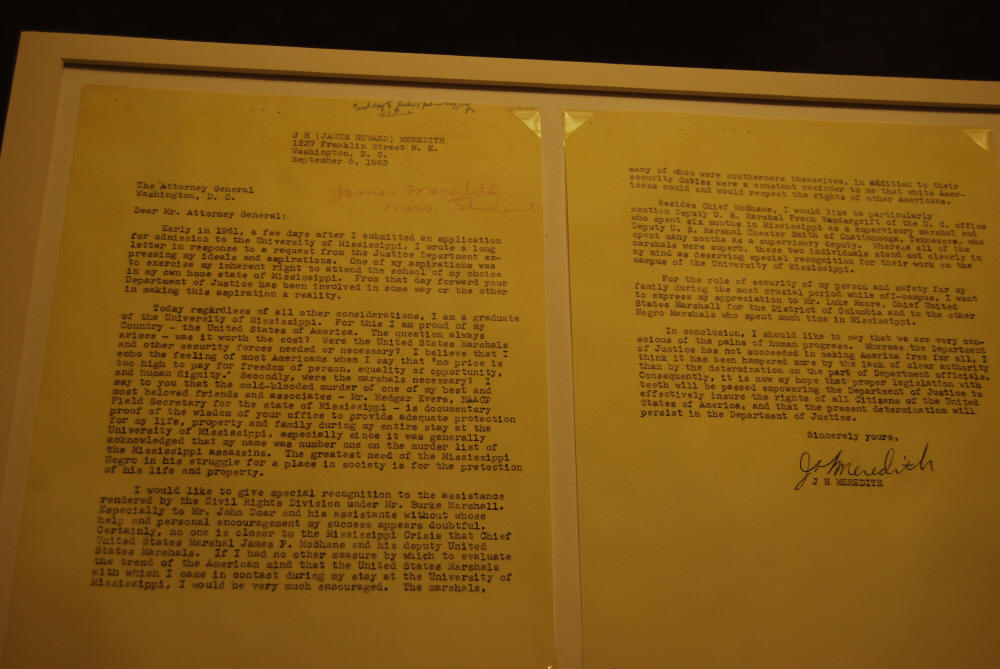 J H (JAMES HOWARD) MEREDITH
1227 Franklin Street N. E.
Washington, D. C.
September 5, 1963
The Attorney General
Washington, D. C.
James Meredith
Miss Student
Dear Mr. Attorney General:
Early in 1961, a few days after I submitted an application
for admission to the University of Mississippi, I wrote a long
letter in response to a request from the Justice Department ex-
pressing my ideals and aspirations. One of my aspirations was
to exercise my inherent right to attend the school of my choice
in my own home state of Mississippi. From that day forward your
Department of Justice has been involved in some way or the other
in making this aspiration a reality.
Today regardless of all other considerations, I am a graduate
of the University of Mississippi. For this I am proud of my
Country - the United States of America. The question always
arises - was it worth the cost? Were the United States Marshals
and other security forces needed or necessary? I believe that I
echo the feeling of most Americans when I say that "no price is
too high to pay for freedom of person, equality of opportunity,
and human dignity." Secondly, were the marshals necessary? I
say to you that the cold-blooded murder of one of my best and
most beloved friends and associates - Mr. Medgar Evers, NAACP
Field Secretary for the state of Mississippi - is documentary
proof of the wisdom of your office to provide adequate protection
for my life, property and family during my entire stay at the
University of Mississippi, especially since it was generally
acknowledged that my name was number one on the murder list of
the Mississippi assassins. The greatest need of the Mississippi
Negro in his struggle for a place in society is for the protection
of his life and property.
I would like to give special recognition to the assistance
rendered by the Civil Rights Division under Mr. Burke Marshall.
Especially to Mr. John Doar and his assistants without whose
help and personal encouragement my success appears doubtful.
Certainly, no one is closer to the Mississippi Crisis that Chief
United States Marshal James P. McShane and his deputy United
States Marshals. If I had no other measure by which to evaluate
the trend of the American mind that the United States Marshals
with which I came in contact during my stay at the University of
Mississippi, I would be very much encouraged. The marshals,
many of whom were southerners themselves, in addition to their
security duties were a constant reminder to me that white Amer-
icans could and would respect the rights of other Americans.
Besides Chief McShane, I would like to particularly
mention Deputy U. S. Marshal Frank Vandergrift of the D. C. office
who spent six months in Mississippi as a supervisory marshal and
Deputy U. S. Marshal Chester Smith of Chattonooga, Tennessee, who
spent many months as a supervisory deputy. Whereas all of the
marshals were superb, these two individuals stand out clearly in
my mind as deserving special recognition for their work on the
campus of the University of Mississippi.
For the role of security of my person and safety for my
family during the most crusial period while off-campus, I want
to express my appreciation to Mr. Luke Moore, Chief United
States Marshall for the District of Columbia and to the other
Negro Marshals who spent much time in Mississippi.
In conclusion, I should like to say that we are very con-
scious of the pains of human progress. Whereas the Department
of Justice has not succeeded in making America free for all, I
think it has been hampered more by the lack of clear authority
than by the determination on the part of Department officials.
Consequently, it is now my hope that proper legislation with
teeth will be passed empowering the Department of Justice to
effectively insure the rights of all Citizens of the United
States of America, and that the present determination will
persist in the Department of Justice.
Sincerely yours,
J H Meredith
J H MEREDITH